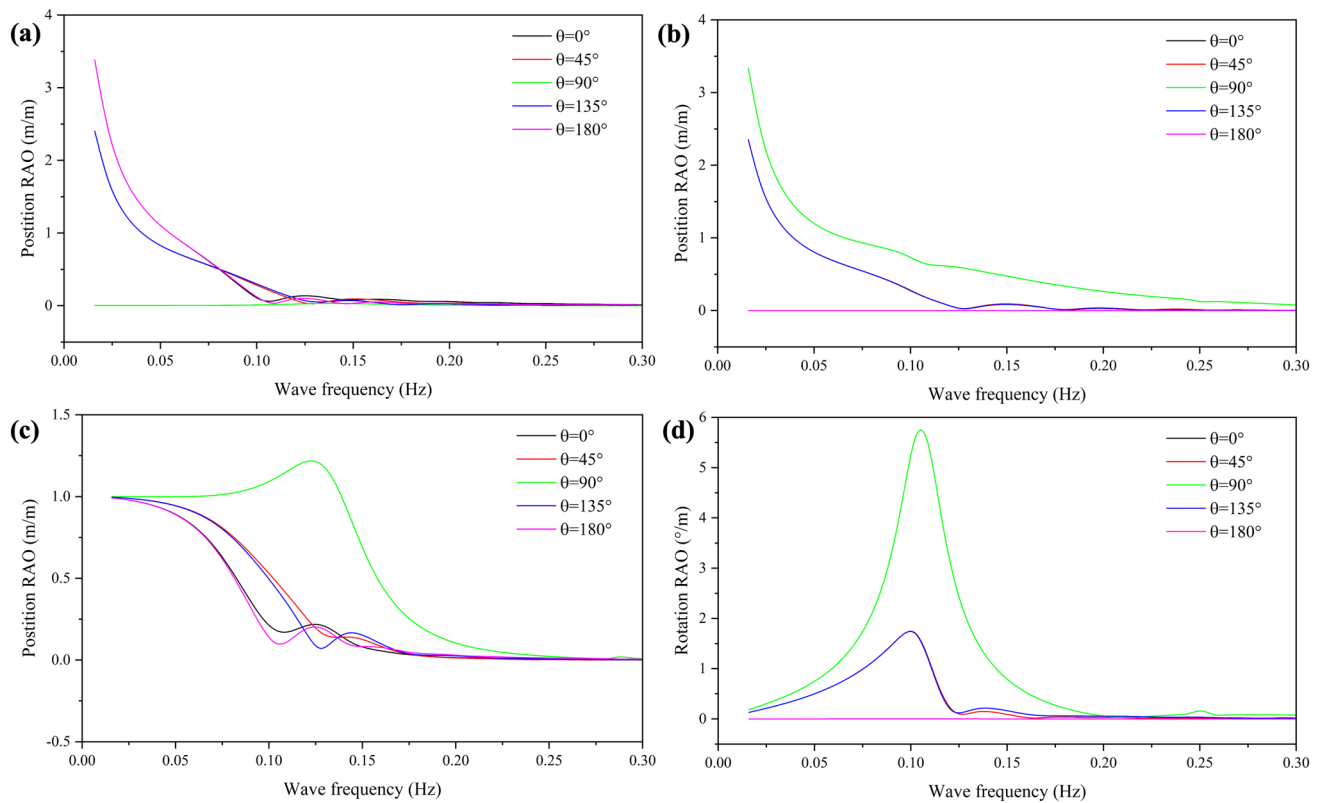 (a)
4
3
2
1
0
Postition RAO (m/m)
θ=0°
θ=45°
θ=90°
θ=135°
θ=180°
0.00 0.05 0.10 0.15 0.20 0.25 0.30
Wave frequency (Hz)
(b)
4
3
2
1
0
Postition RAO (m/m)
θ=0°
θ=45°
θ=90°
θ=135°
θ=180°
0.00 0.05 0.10 0.15 0.20 0.25 0.30
Wave frequency (Hz)
(c)
1.5
1.0
0.5
0.0
-0.5
Postition RAO (m/m)
θ=0°
θ=45°
θ=90°
θ=135°
θ=180°
0.00 0.05 0.10 0.15 0.20 0.25 0.30
Wave frequency (Hz)
(d)
6
5
4
3
2
1
0
Rotation RAO (°/m)
θ=0°
θ=45°
θ=90°
θ=135°
θ=180°
0.00 0.05 0.10 0.15 0.20 0.25 0.30
Wave frequency (Hz)